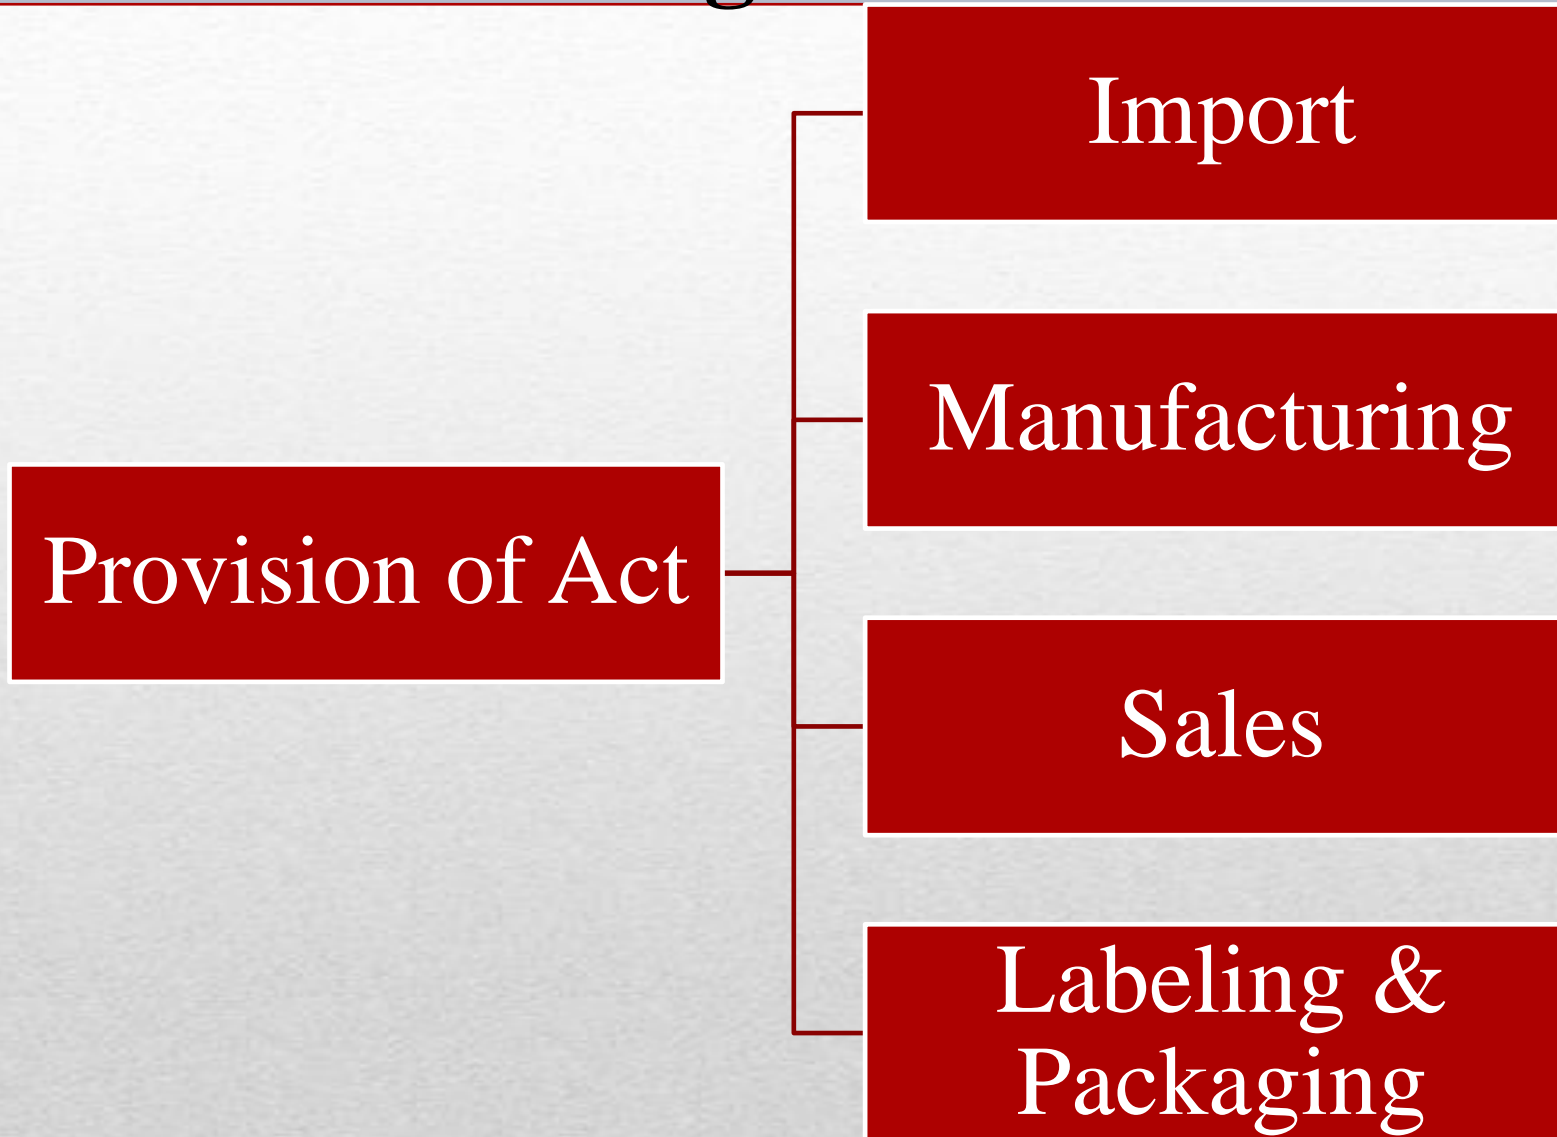 Provision of Act
Import
Manufacturing
Sales
Labeling &
Packaging